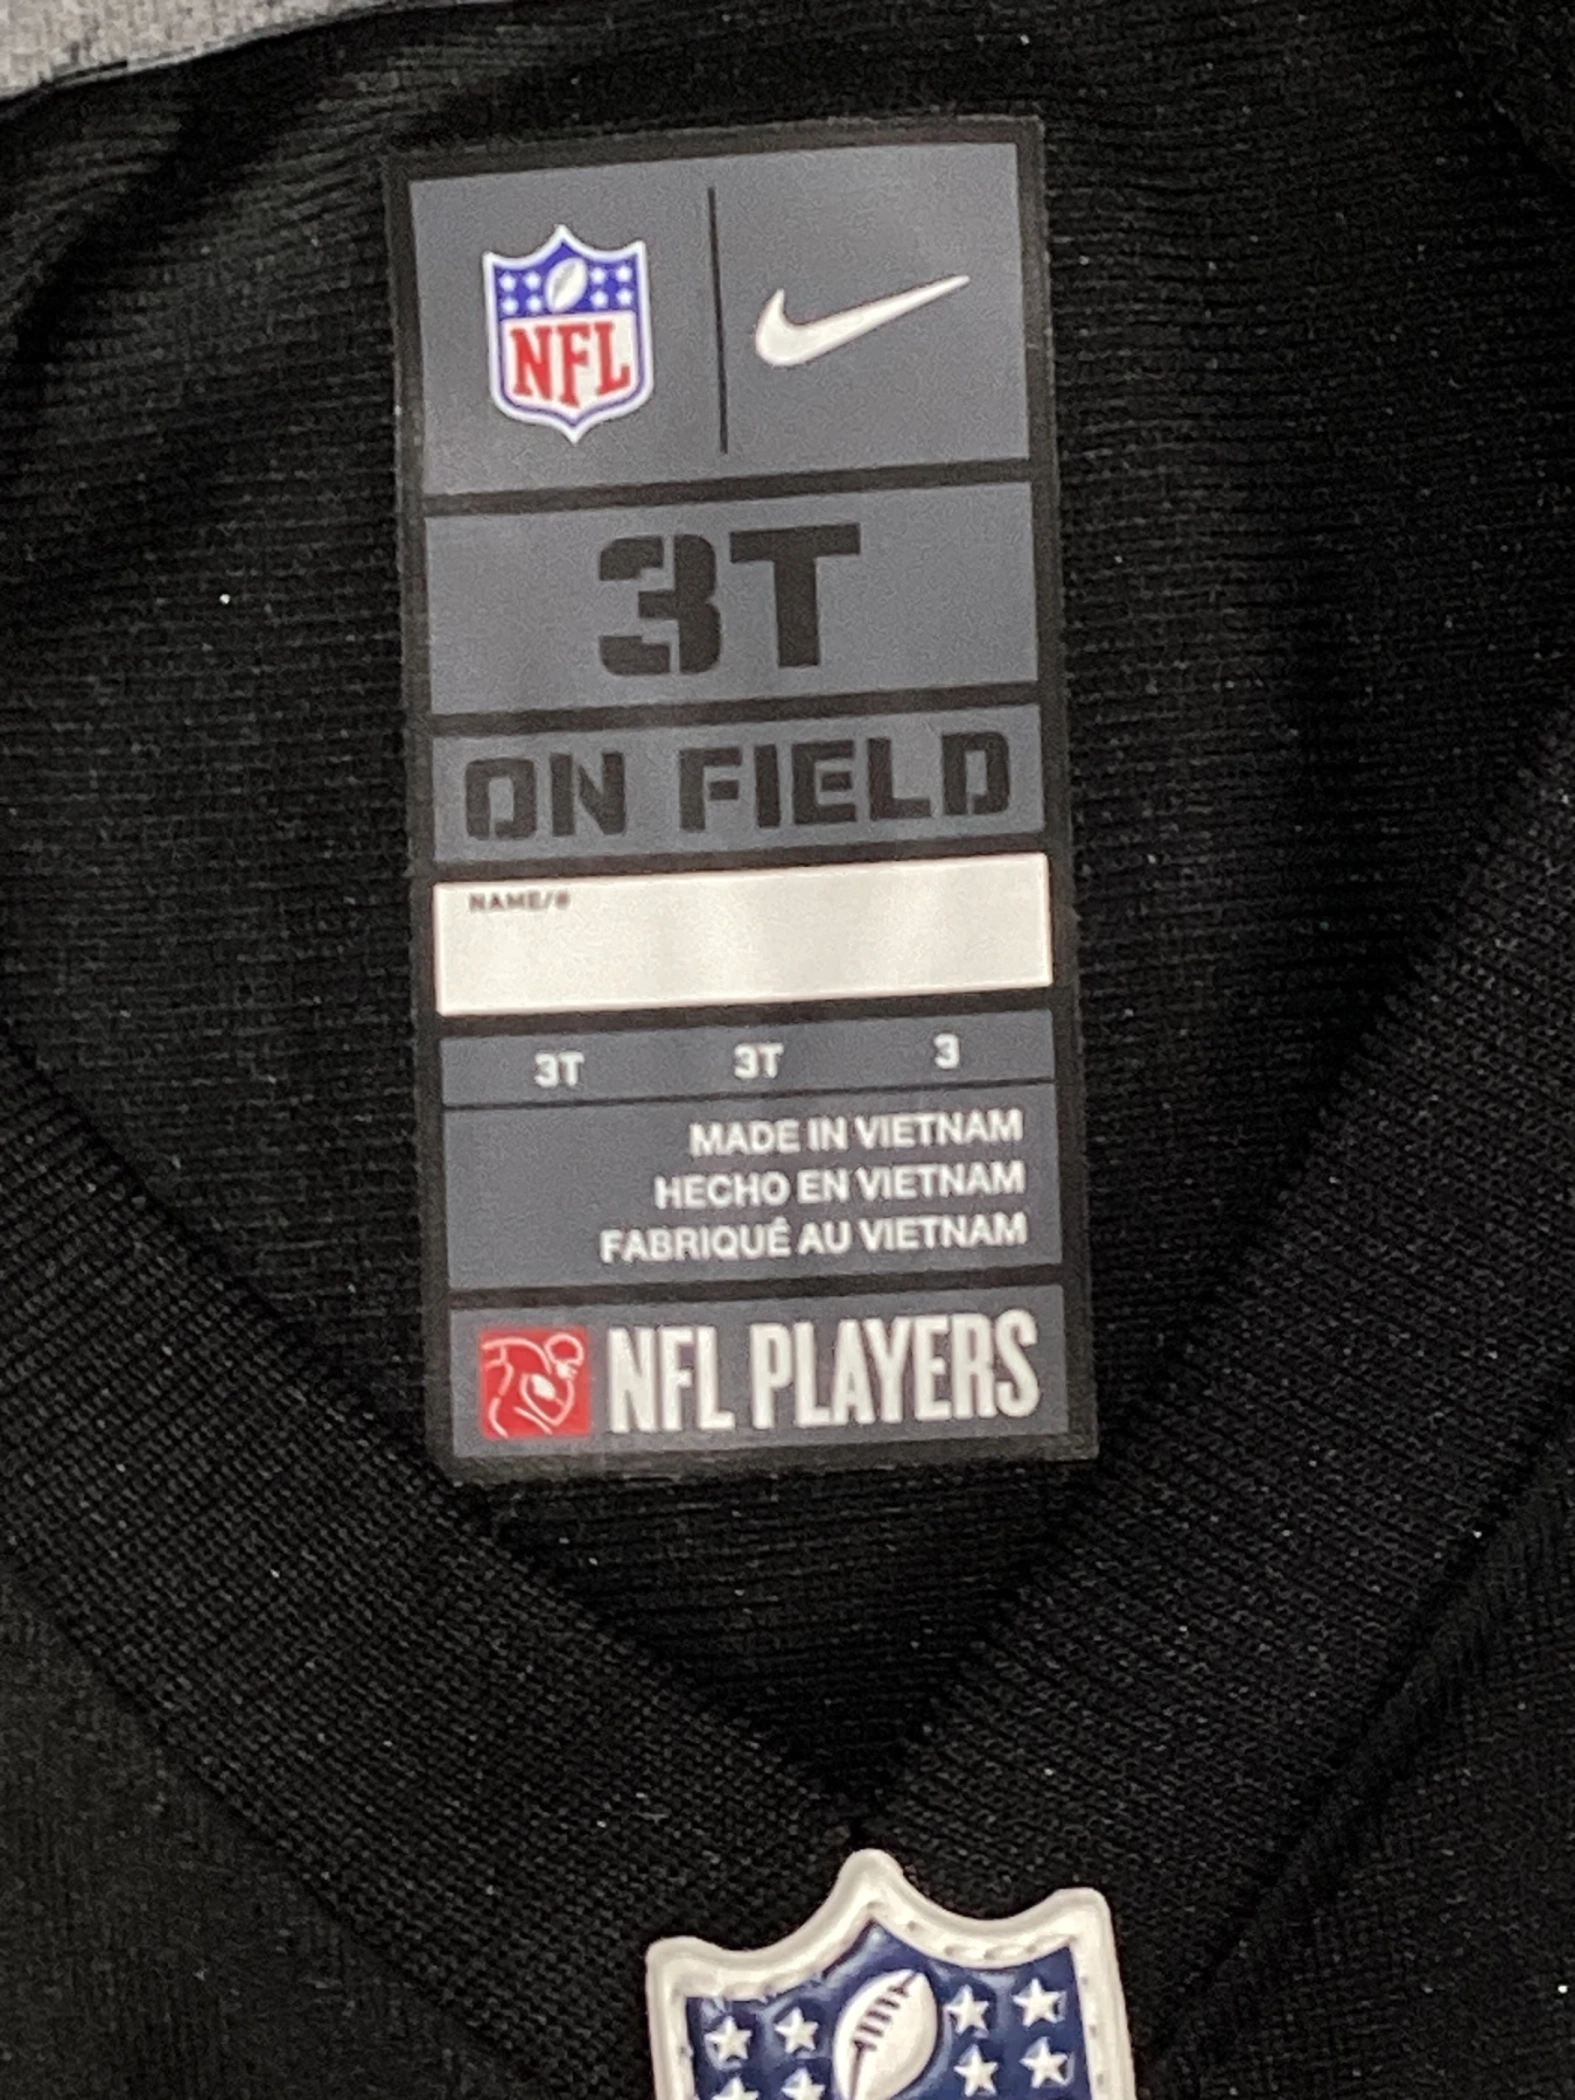 NFL
3T
ON FIELD
NAME/#
3T 3T 3
MADE IN VIETNAM
HECHO EN VIETNAM
FABRIQUÉ AU VIETNAM
NFL PLAYERS